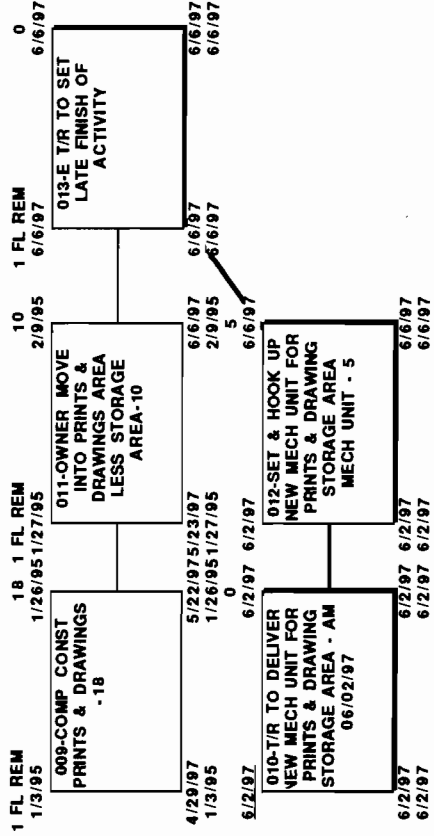 1 FL REM 18 1 FL REM 10 1 FL REM 0
1/3/95 1/26/95 1/27/95 2/9/95 6/6/97 6/6/97
009-COMP CONST
PRINTS & DRAWINGS
-18
011-OWNER MOVE
INTO PRINTS &
DRAWINGS AREA
LESS STORAGE
AREA-10
013-E T/R TO SET
LATE FINISH OF
ACTIVITY
4/29/97 5/22/97 5/23/97 6/6/97 6/6/97 6/6/97
1/3/95 1/26/95 1/27/95 2/9/95 6/6/97 6/6/97
0 5
6/2/97 6/2/97 6/2/97 6/6/97
010-T/R TO DELIVER
NEW MECH UNIT FOR
PRINTS & DRAWING
STORAGE AREA - AM
06/02/97
012-SET & HOOK UP
NEW MECH UNIT FOR
PRINTS & DRAWING
STORAGE AREA
MECH UNIT - 5
6/2/97 6/2/97 6/2/97 6/6/97
6/2/97 6/2/97 6/2/97 6/6/97